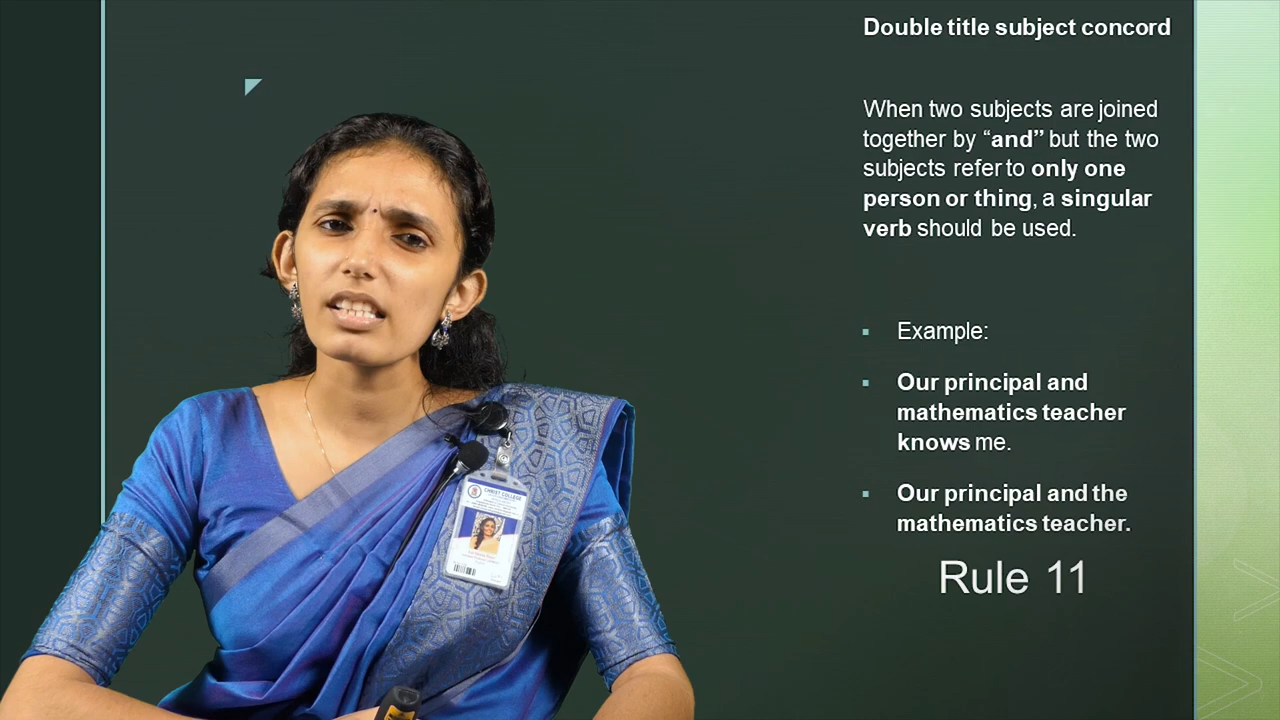 Double title subject concord
When two subjects are joined
together by “and” but the two
subjects refer to only one
person or thing, a singular
verb should be used.
▪ Example:
▪ Our principal and
mathematics teacher
knows me.
▪ Our principal and the
mathematics teacher.
Rule 11
CHRIST COLLEGE